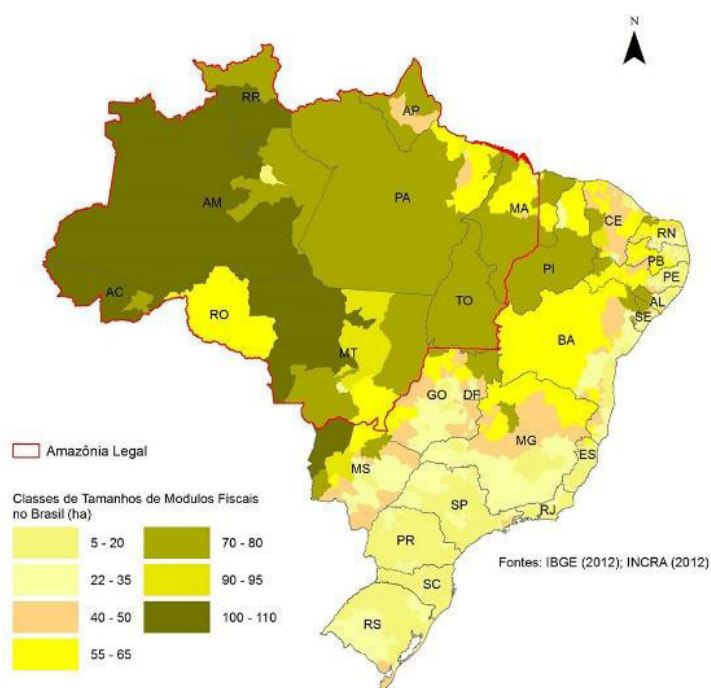 N
RR
AP
AM
PA
MA
CE
RN
PB
PE
PI
AC
TO
AL
SE
RO
BA
MT
GO
DF
MG
ES
MS
SP
RJ
PR
SC
RS
Amazônia Legal
Classes de Tamanhos de Modulos Fiscais
no Brasil (ha)
5 - 20
70 - 80
22 - 35
90 - 95
40 - 50
100 - 110
55 - 65
Fontes: IBGE (2012); INCRA (2012)